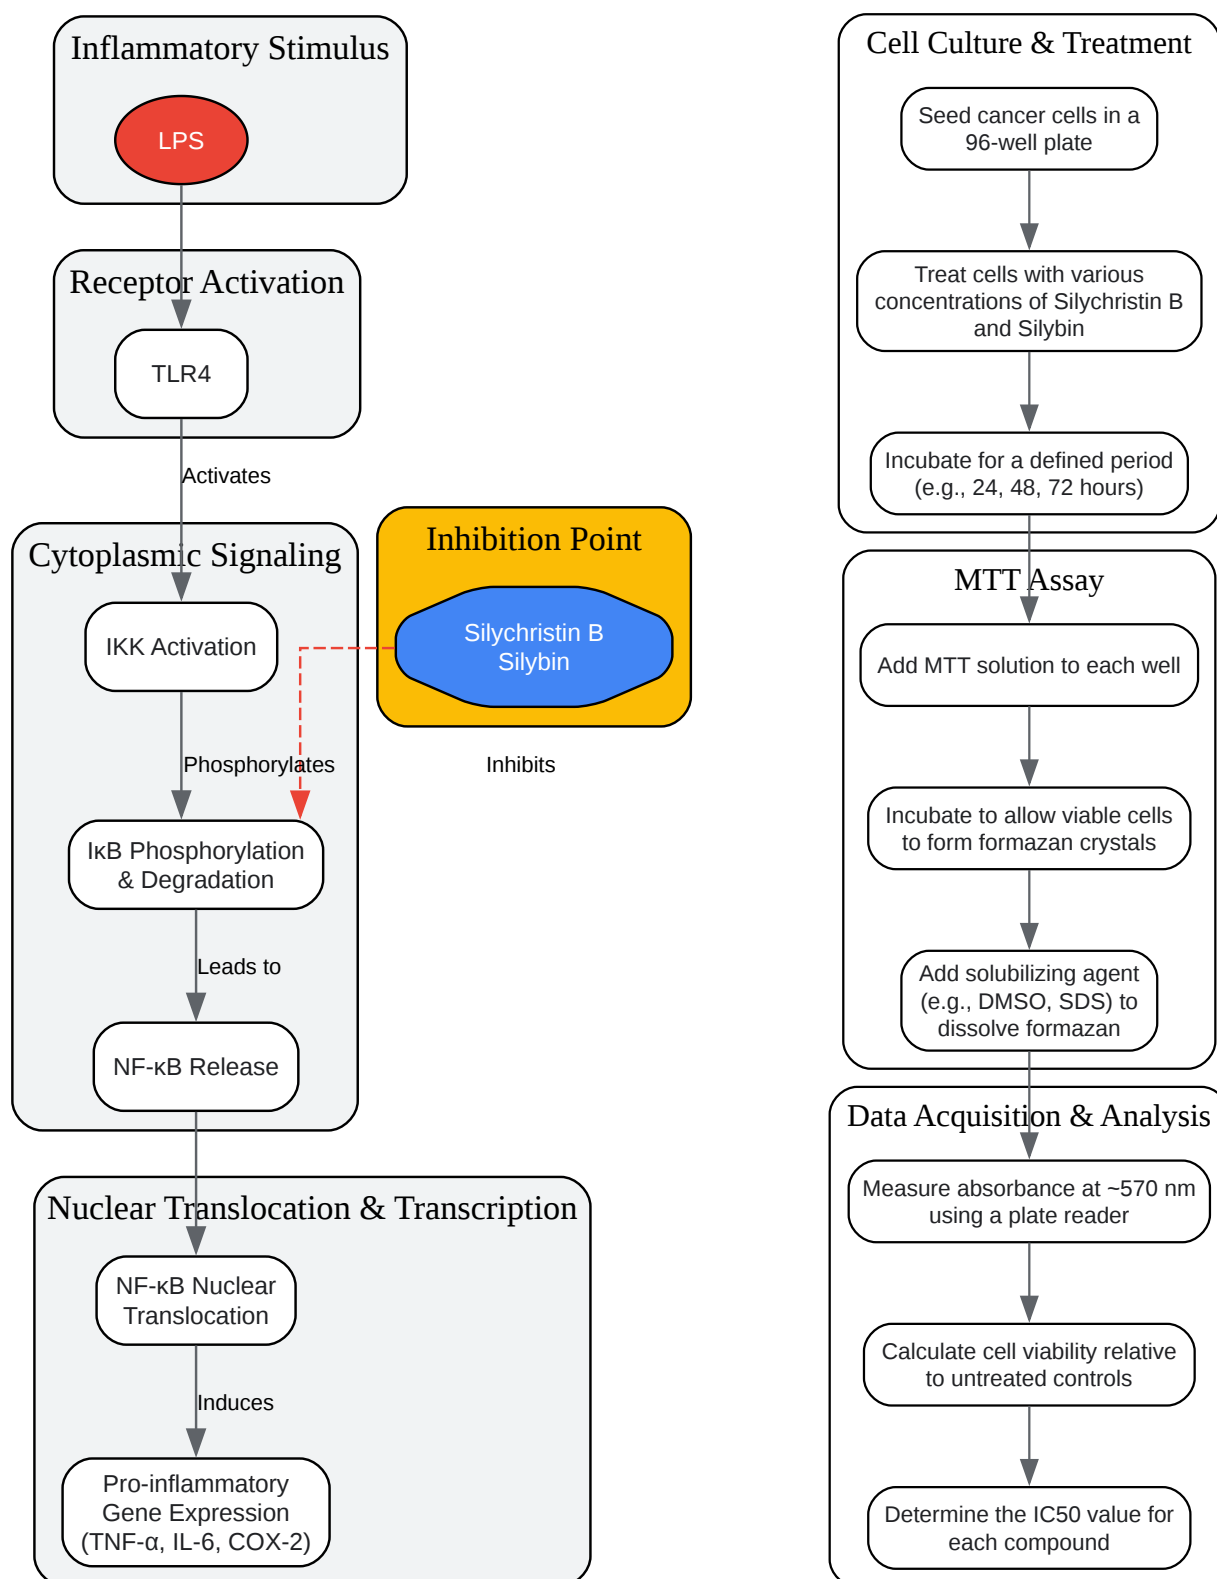 Inflammatory Stimulus
LPS
Receptor Activation
TLR4
Activates
Cytoplasmic Signaling
IKK Activation
Inhibition Point
Silychristin B
Silybin
Phosphorylates
Inhibits
IκB Phosphorylation
& Degradation
Leads to
NF-κB Release
Nuclear Translocation & Transcription
NF-κB Nuclear
Translocation
Induces
Pro-inflammatory
Gene Expression
(TNF-α, IL-6, COX-2)
Cell Culture & Treatment
Seed cancer cells in a
96-well plate
Treat cells with various
concentrations of Silychristin B
and Silybin
Incubate for a defined period
(e.g., 24, 48, 72 hours)
MTT Assay
Add MTT solution to each well
Incubate to allow viable cells
to form formazan crystals
Add solubilizing agent
(e.g., DMSO, SDS) to
dissolve formazan
Data Acquisition & Analysis
Measure absorbance at ~570 nm
using a plate reader
Calculate cell viability relative
to untreated controls
Determine the IC50 value for
each compound